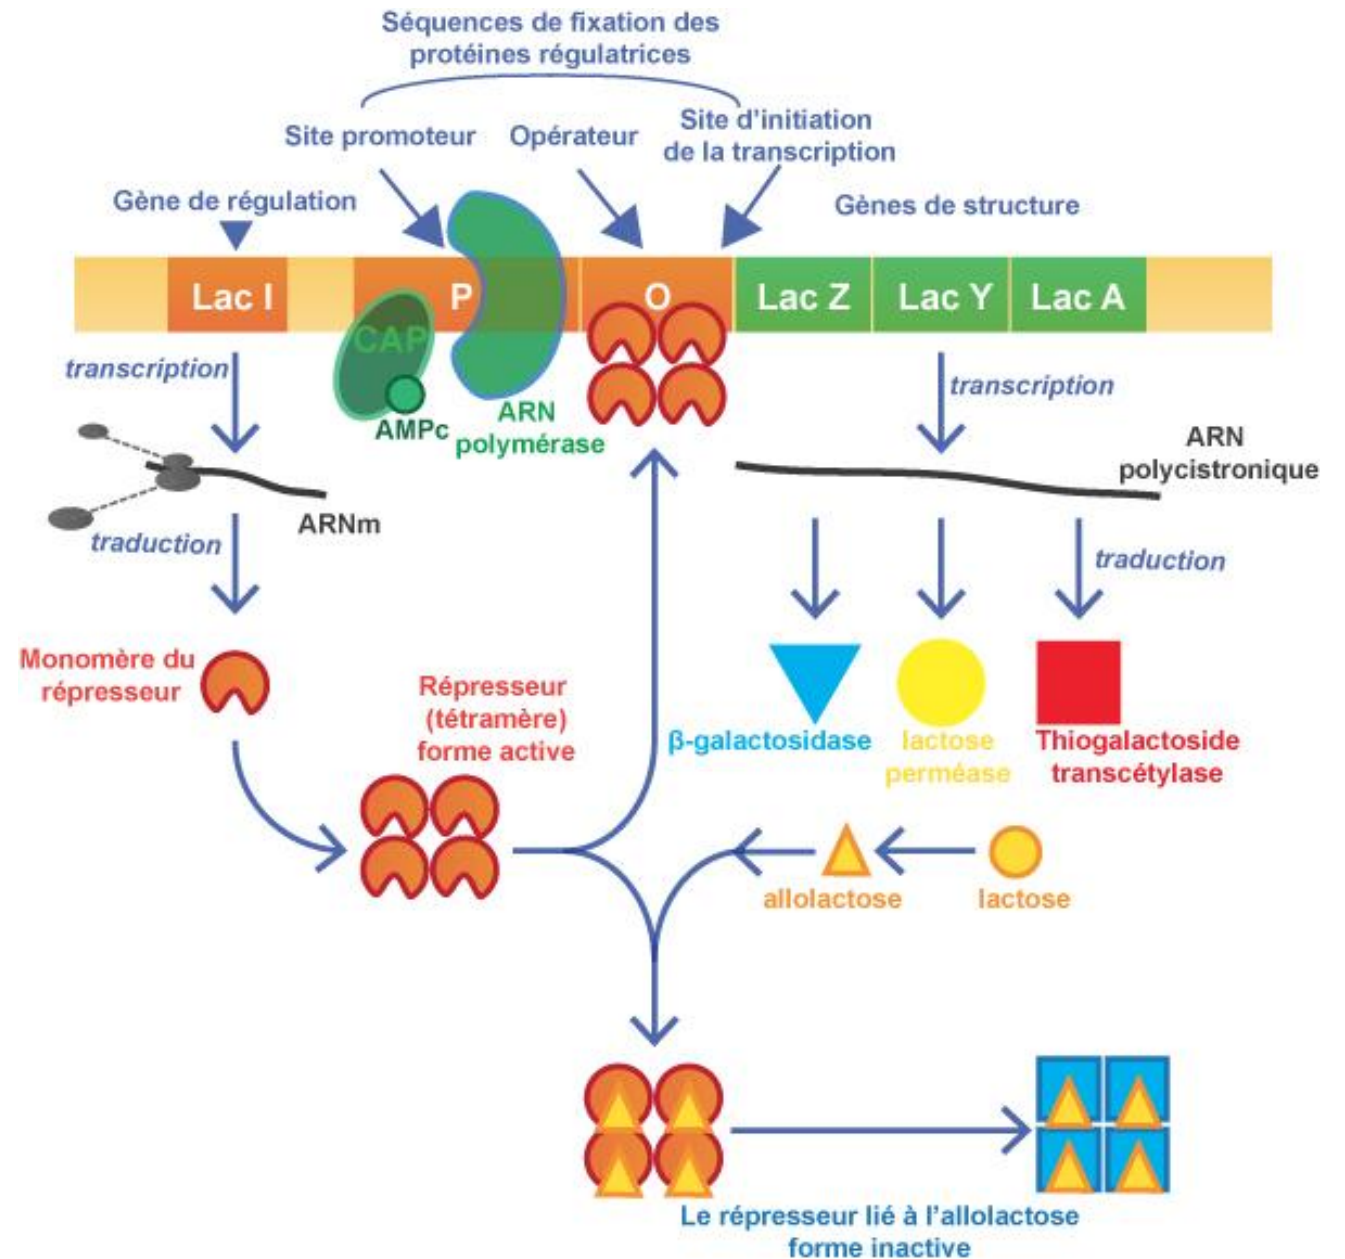 Séquences de fixation des
protéines régulatrices
Site promoteur
Opérateur
Site d'initiation
de la transcription
Gène de régulation
Gènes de structure
Lac I
P
O
Lac Z
Lac Y
Lac A
CAP
AMPc
ARN
polymérase
transcription
transcription
ARN
polycistronique
ARNm
traduction
traduction
Monomère du
répresseur
Répresseur
(tétramère)
forme active
β-galactosidase
lactose
perméase
Thiogalactoside
transcétylase
allolactose
lactose
Le répresseur lié à l'allolactose
forme inactive